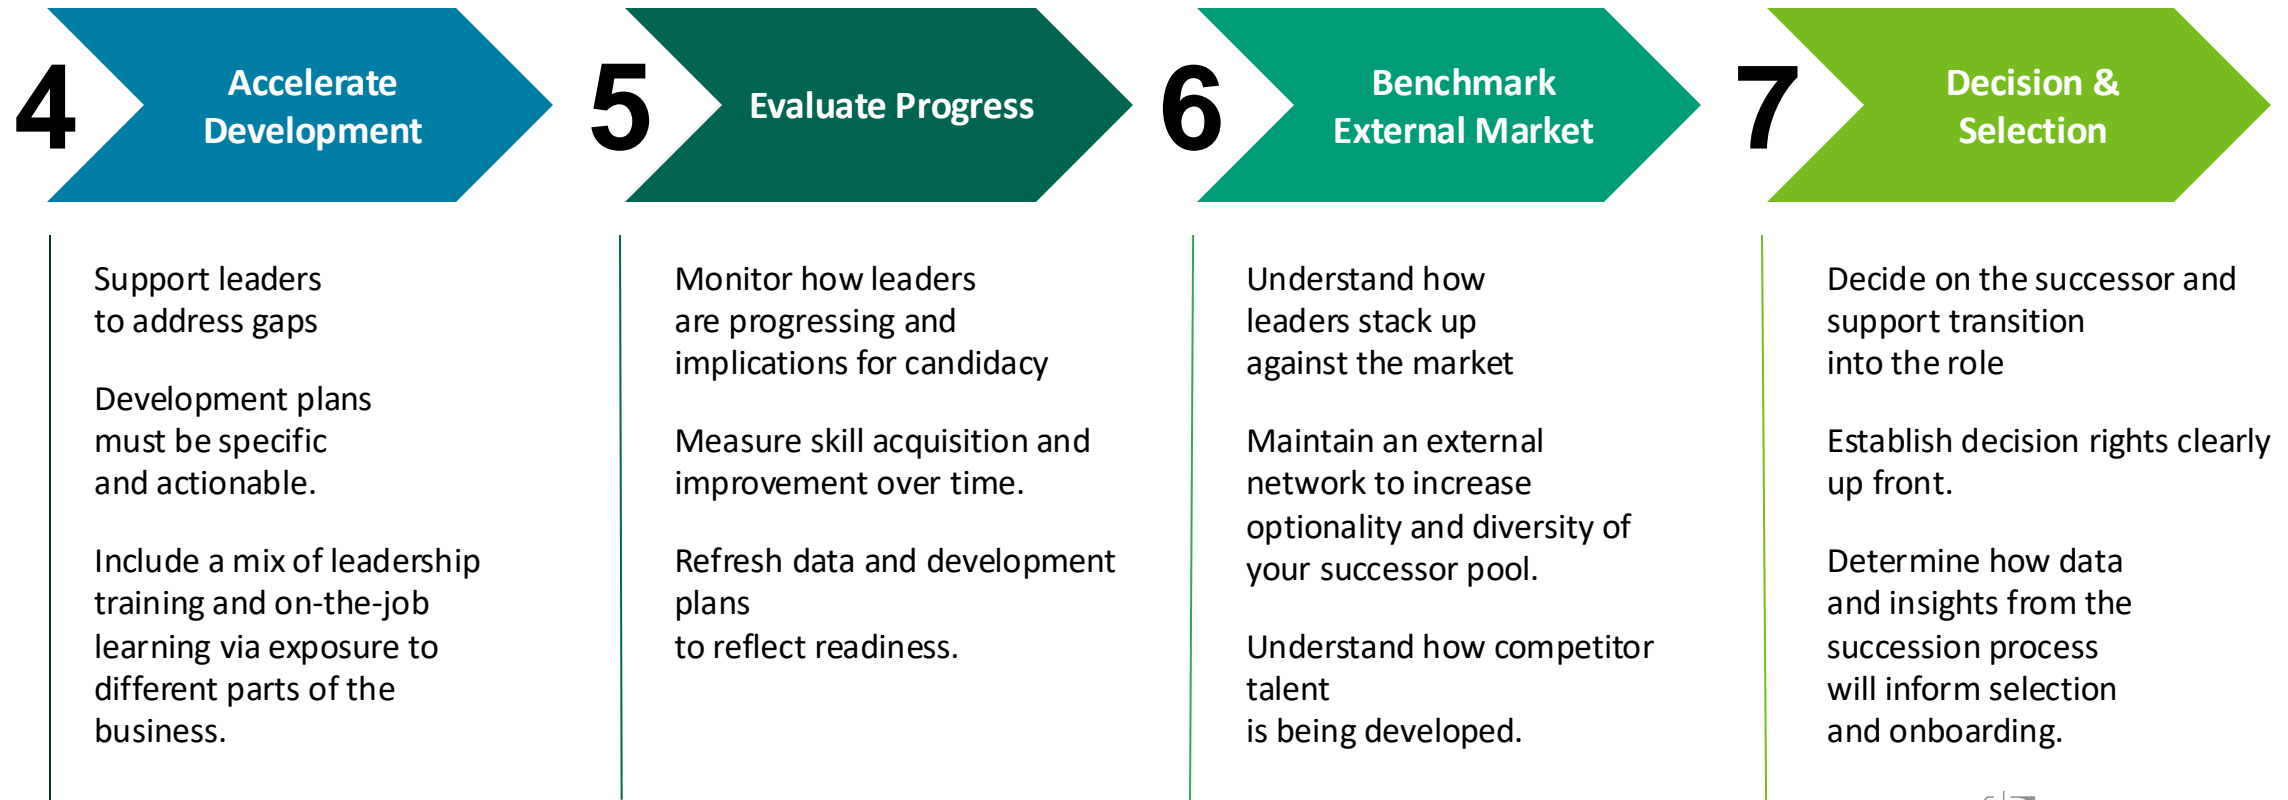 4
Accelerate
Development
Support leaders
to address gaps
Development plans
must be specific
and actionable.
Include a mix of leadership
training and on-the-job
learning via exposure to
different parts of the
business.
5
Evaluate Progress
Monitor how leaders
are progressing and
implications for candidacy
Measure skill acquisition and
improvement over time.
Refresh data and development
plans
to reflect readiness.
6
Benchmark
External Market
Understand how
leaders stack up
against the market
Maintain an external
network to increase
optionality and diversity of
your successor pool.
Understand how competitor
talent
is being developed.
7
Decision &
Selection
Decide on the successor and
support transition
into the role
Establish decision rights clearly
up front.
Determine how data
and insights from the
succession process
will inform selection
and onboarding.